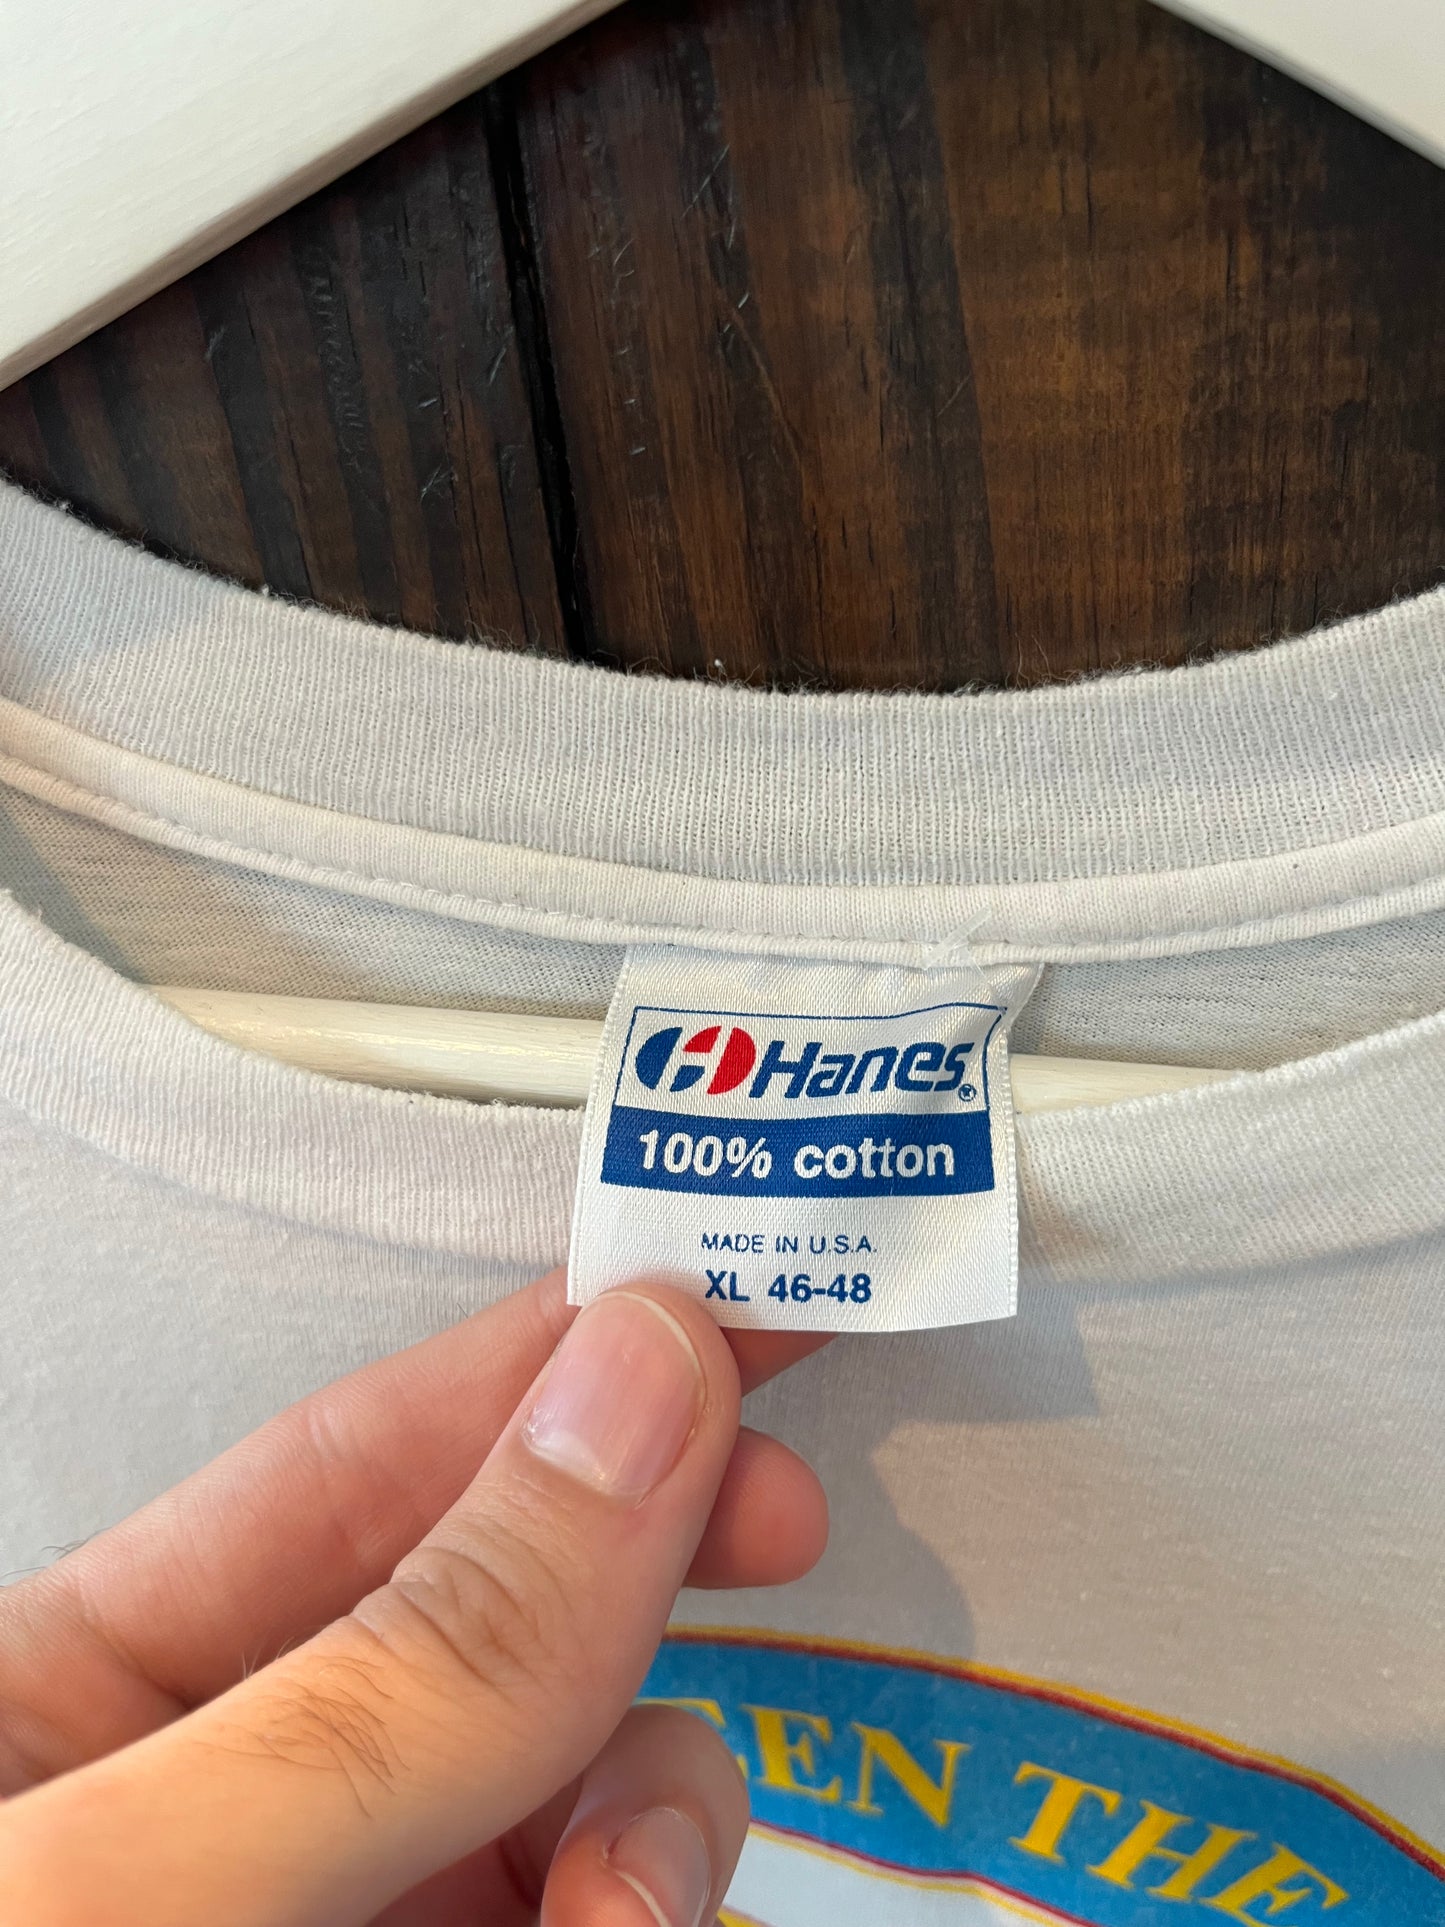 Hanes®
100% cotton
MADE IN U.S.A.
XL 46-48
EEN THE